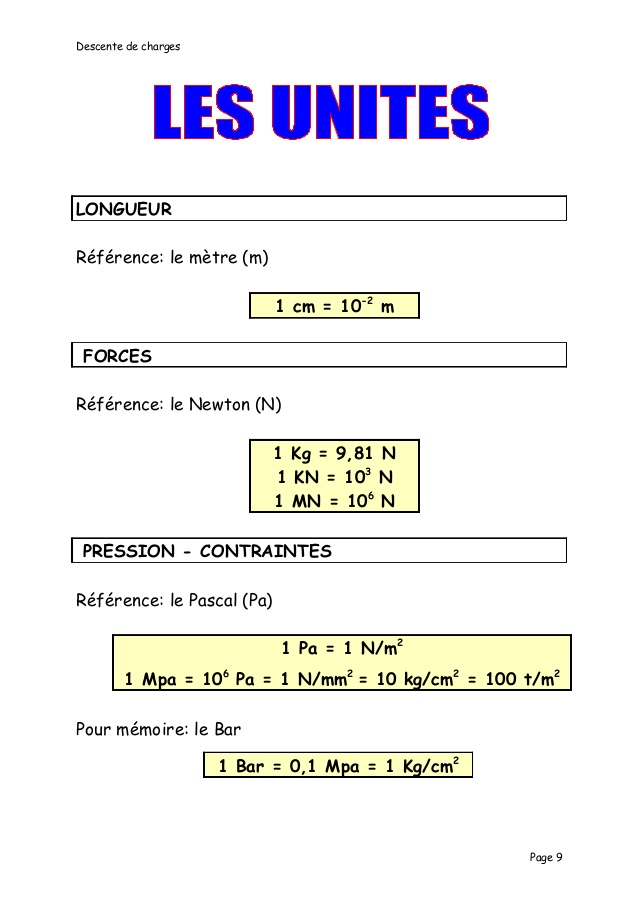 Descente de charges
LES UNITES
LONGUEUR
Référence: le mètre (m)
1 cm = 10⁻² m
FORCES
Référence: le Newton (N)
1 Kg = 9,81 N
1 KN = 10³ N
1 MN = 10⁶ N
PRESSION - CONTRAINTES
Référence: le Pascal (Pa)
1 Pa = 1 N/m²
1 Mpa = 10⁶ Pa = 1 N/mm² = 10 kg/cm² = 100 t/m²
Pour mémoire: le Bar
1 Bar = 0,1 Mpa = 1 Kg/cm²
Page 9